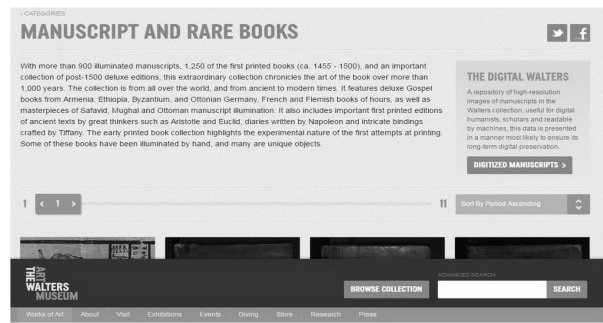 ‹ CATEGORIES
MANUSCRIPT AND RARE BOOKS
With more than 900 illuminated manuscripts, 1,250 of the first printed books (ca. 1455 - 1500), and an important
collection of post-1500 deluxe editions, this extraordinary collection chronicles the art of the book over more than
1,000 years. The collection is from all over the world, and from ancient to modern times. It features deluxe Gospel
books from Armenia, Ethiopia, Byzantium, and Ottonian Germany, French and Flemish books of hours, as well as
masterpieces of Safavid, Mughal and Ottoman manuscript illumination. It also includes important first printed editions
of ancient texts by great thinkers such as Aristotle and Euclid, diaries written by Napoleon and intricate bindings
crafted by Tiffany. The early printed book collection highlights the experimental nature of the first attempts at printing.
Some of these books have been illuminated by hand, and many are unique objects.
THE DIGITAL WALTERS
A repository of high-resolution
images of manuscripts in the
Walters collection, useful for digital
humanists, scholars and readable
by machines, this data is presented
in a manner most likely to ensure its
long-term digital preservation.
DIGITIZED MANUSCRIPTS >
1 < 1 > 11
Sort By Period Ascending
THE WALTERS ART MUSEUM
ADVANCED SEARCH
BROWSE COLLECTION
SEARCH
Works of Art About Visit Exhibitions Events Giving Store Research Press